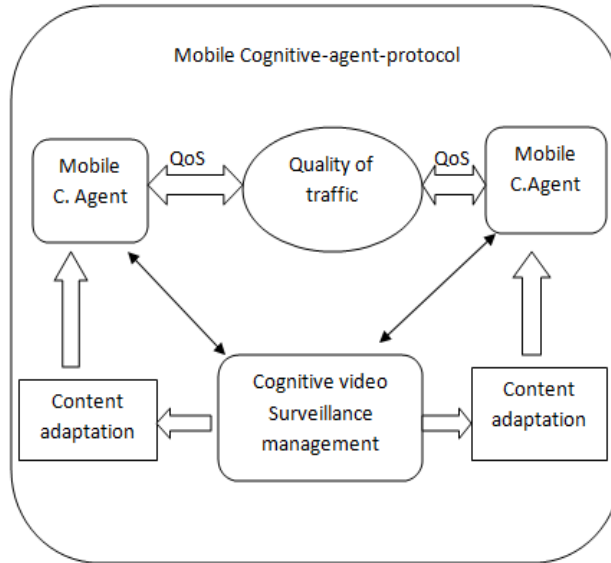 Mobile Cognitive-agent-protocol
Mobile
C. Agent
QoS
Quality of
traffic
QoS
Mobile
C.Agent
Content
adaptation
Cognitive video
Surveillance
management
Content
adaptation